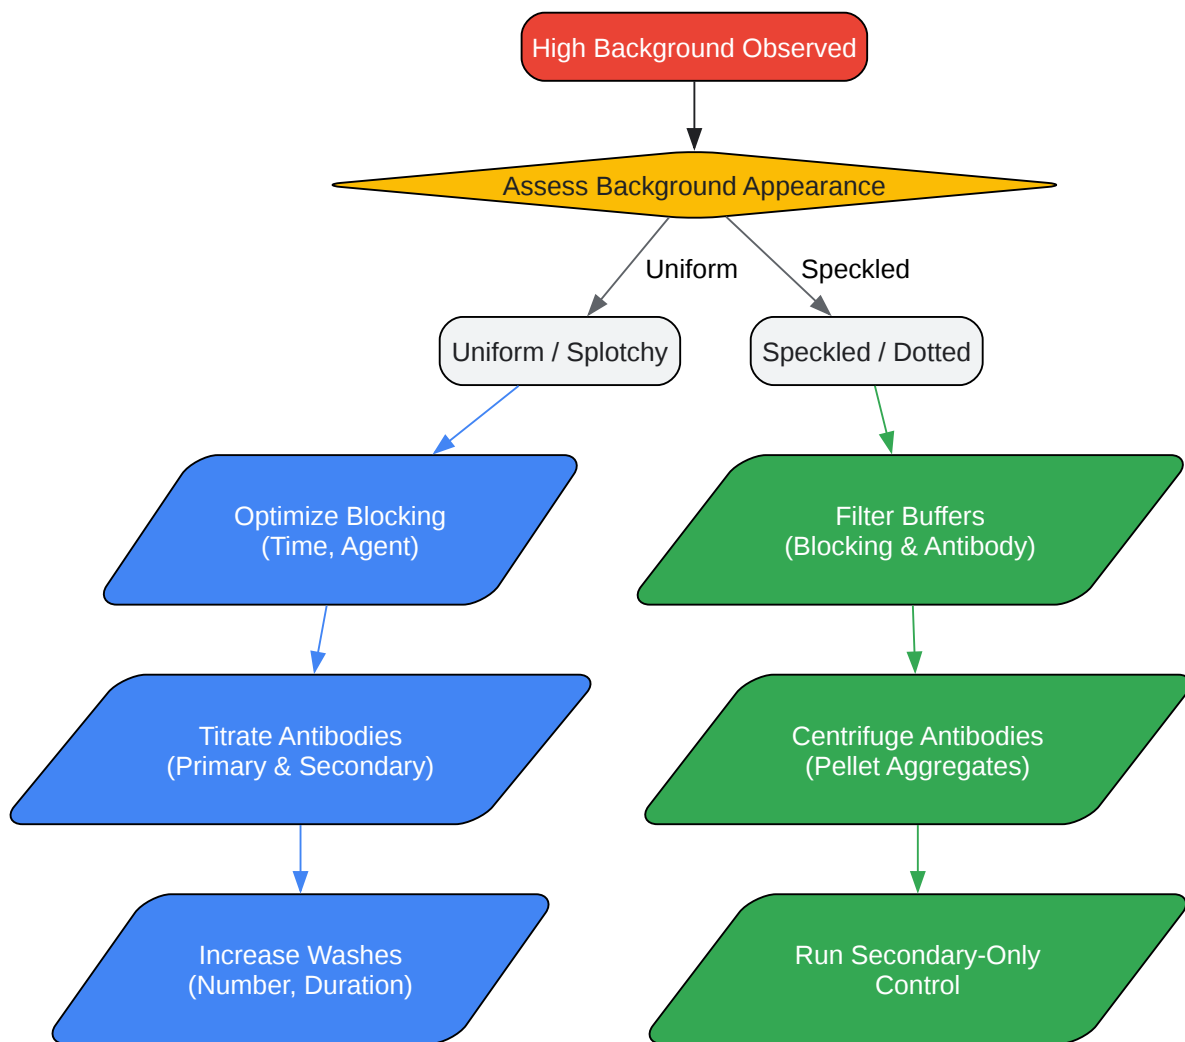 High Background Observed
Assess Background Appearance
Uniform
Speckled
Uniform / Splotchy
Speckled / Dotted
Optimize Blocking
(Time, Agent)
Filter Buffers
(Blocking & Antibody)
Titrate Antibodies
(Primary & Secondary)
Centrifuge Antibodies
(Pellet Aggregates)
Increase Washes
(Number, Duration)
Run Secondary-Only
Control